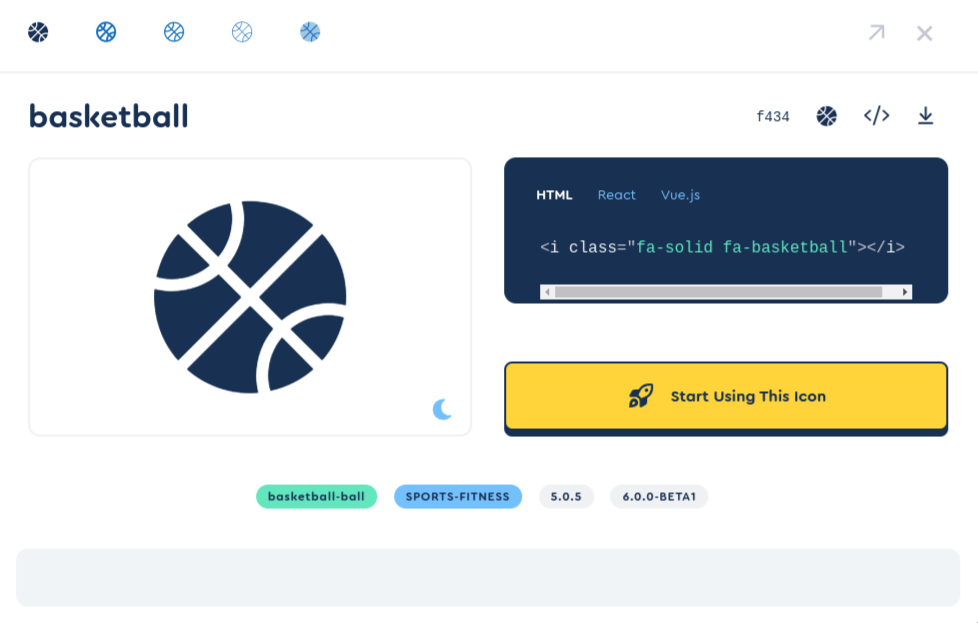 basketball
f434
HTML React Vue.js
<i class="fa-solid fa-basketball"></i>
Start Using This Icon
basketball-ball SPORTS-FITNESS 5.0.5 6.0.0-BETA1